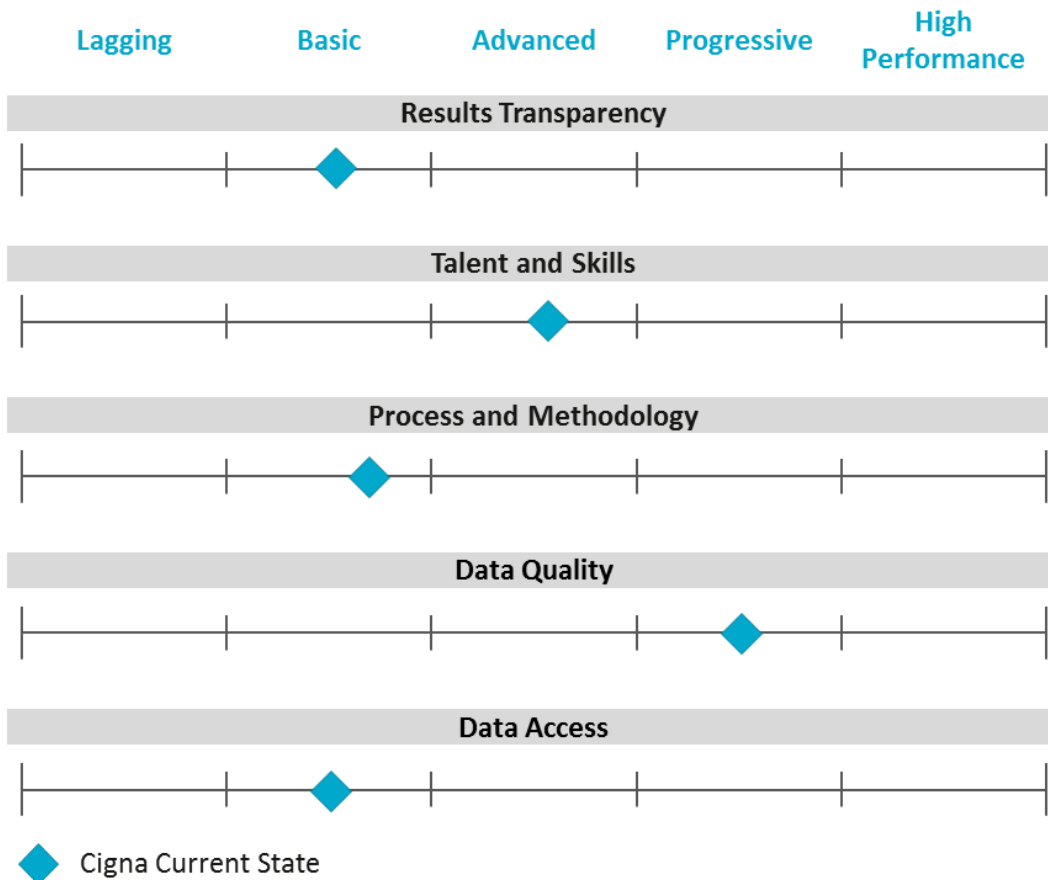 Lagging Basic Advanced Progressive High Performance
Results Transparency
Talent and Skills
Process and Methodology
Data Quality
Data Access
Cigna Current State